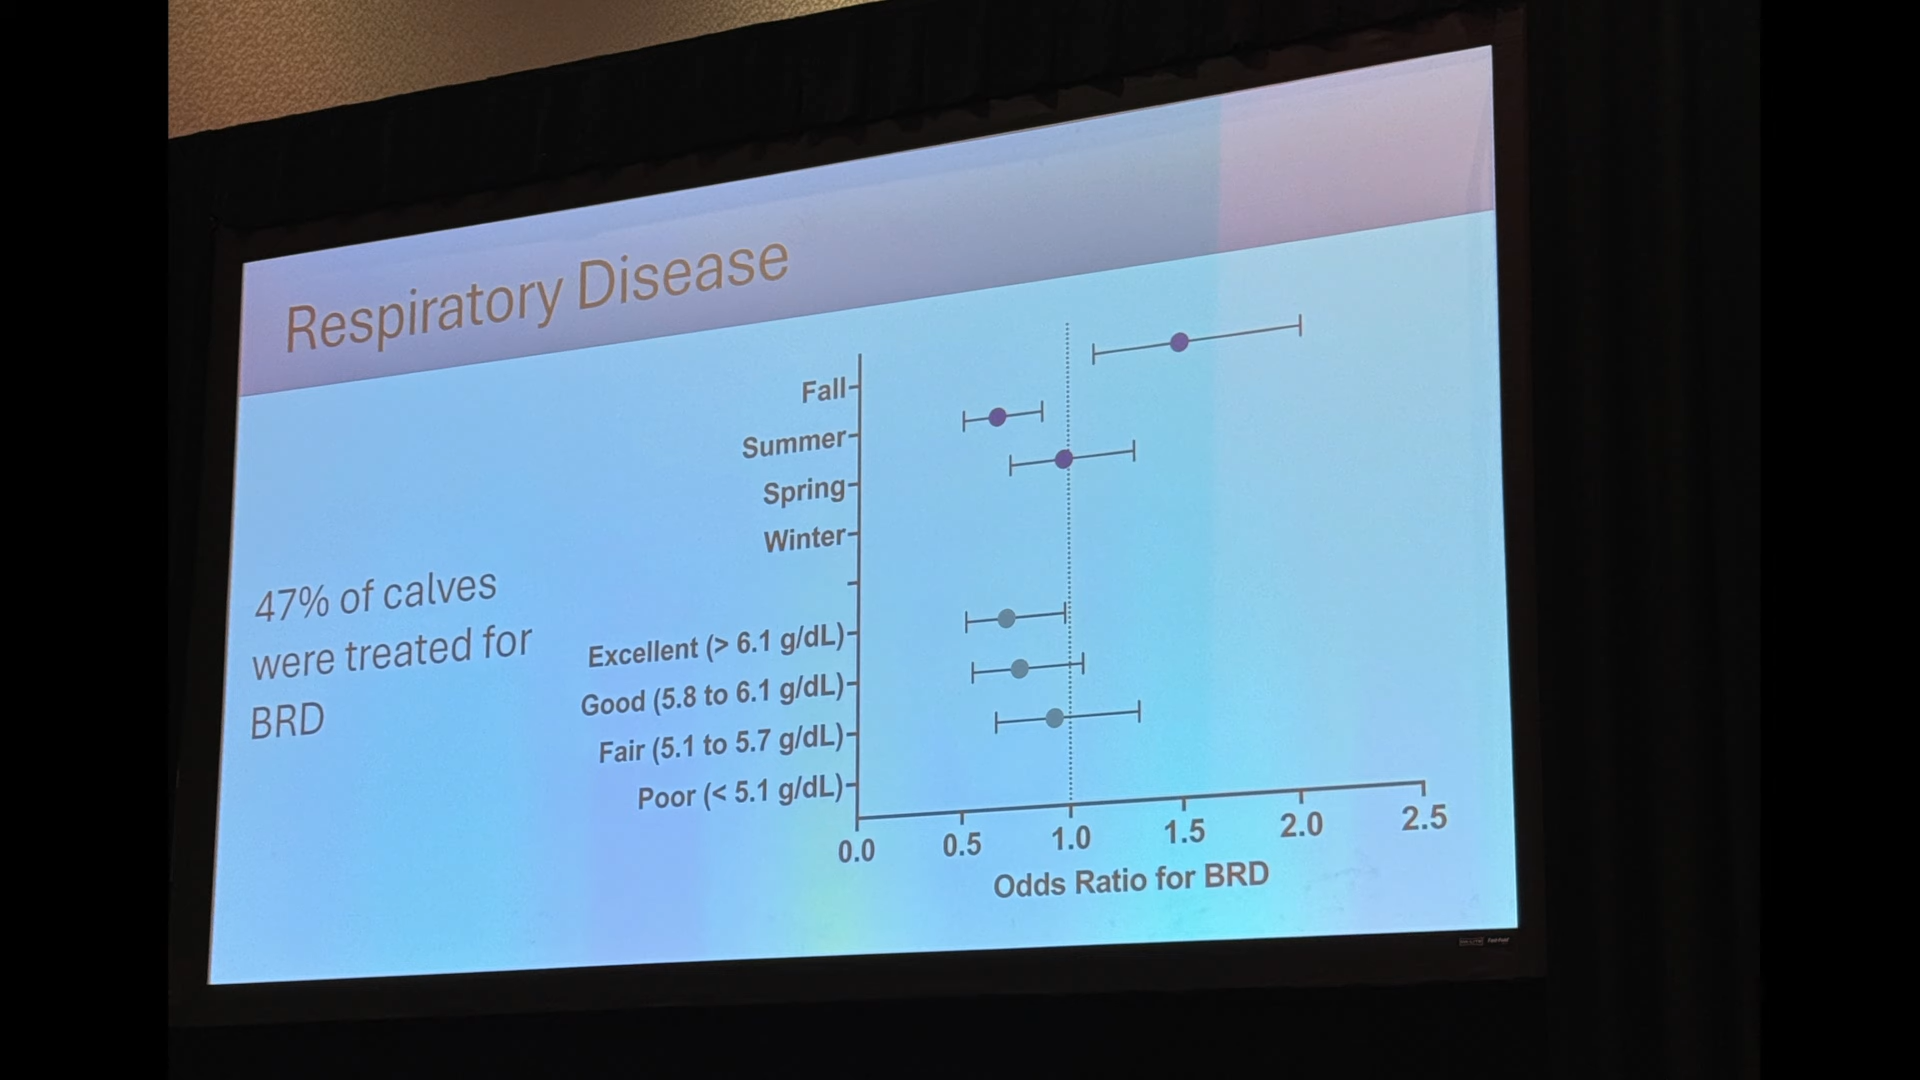 Respiratory Disease
47% of calves
were treated for
BRD
Fall
Summer
Spring
Winter
Excellent (> 6.1 g/dL)
Good (5.8 to 6.1 g/dL)
Fair (5.1 to 5.7 g/dL)
Poor (< 5.1 g/dL)
0.0 0.5 1.0 1.5 2.0 2.5
Odds Ratio for BRD